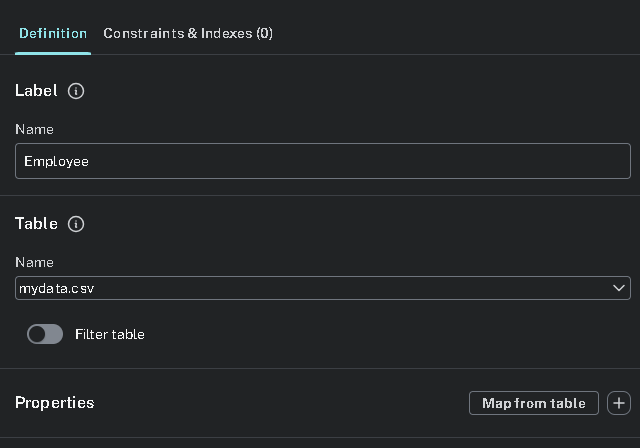 Definition Constraints & Indexes (0)
Label
Name
Employee
Table
Name
mydata.csv
Filter table
Properties Map from table